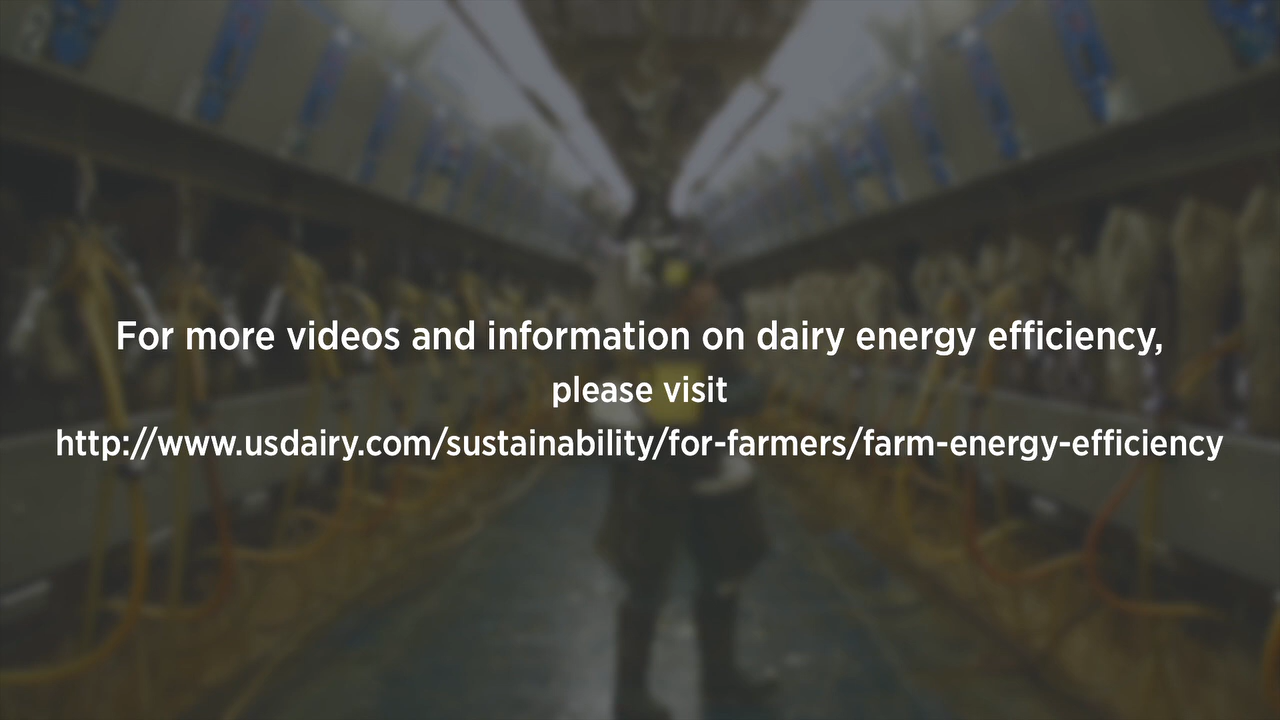 For more videos and information on dairy energy efficiency,
please visit
http://www.usdairy.com/sustainability/for-farmers/farm-energy-efficiency